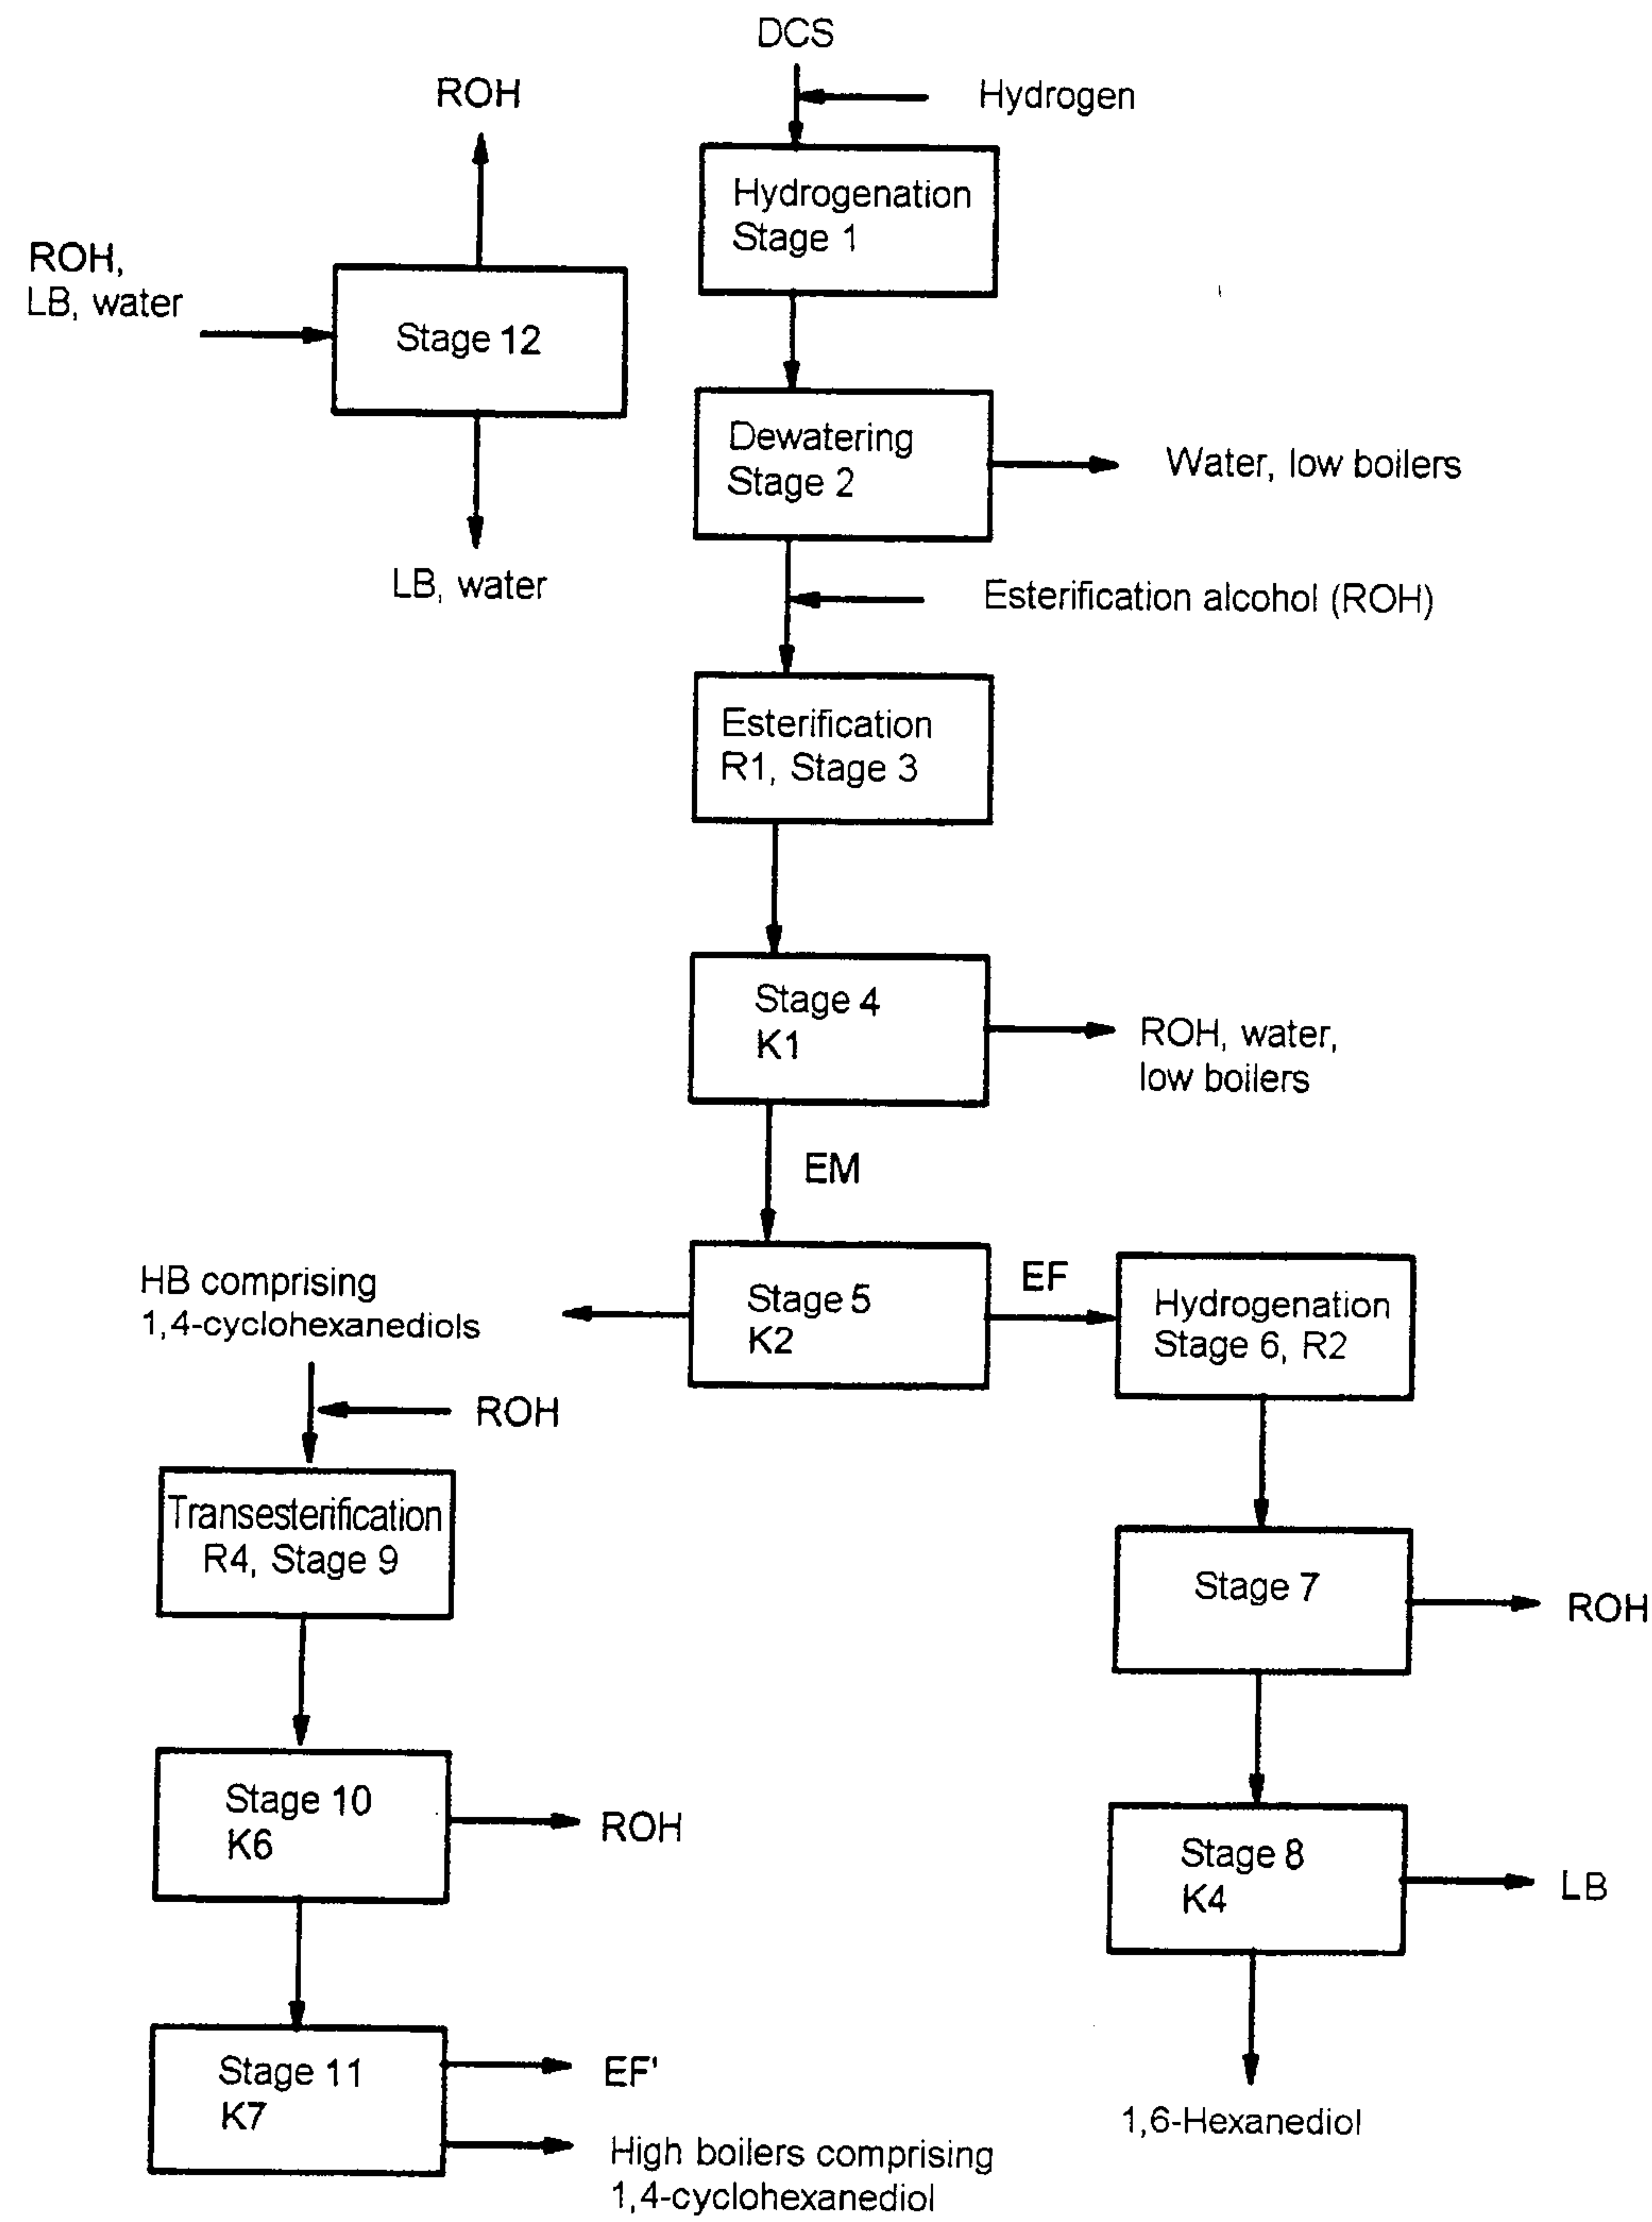 DCS
Hydrogen
ROH
Hydrogenation
Stage 1
ROH,
LB, water
Stage 12
Dewatering
Stage 2
Water, low boilers
LB, water
Esterification alcohol (ROH)
Esterification
R1, Stage 3
Stage 4
K1
ROH, water,
low boilers
EM
HB comprising
1,4-cyclohexanediols
Stage 5
K2
EF
Hydrogenation
Stage 6, R2
ROH
Transesterification
R4, Stage 9
Stage 7
ROH
Stage 10
K6
ROH
Stage 8
K4
LB
Stage 11
K7
EF'
High boilers comprising
1,4-cyclohexanediol
1,6-Hexanediol